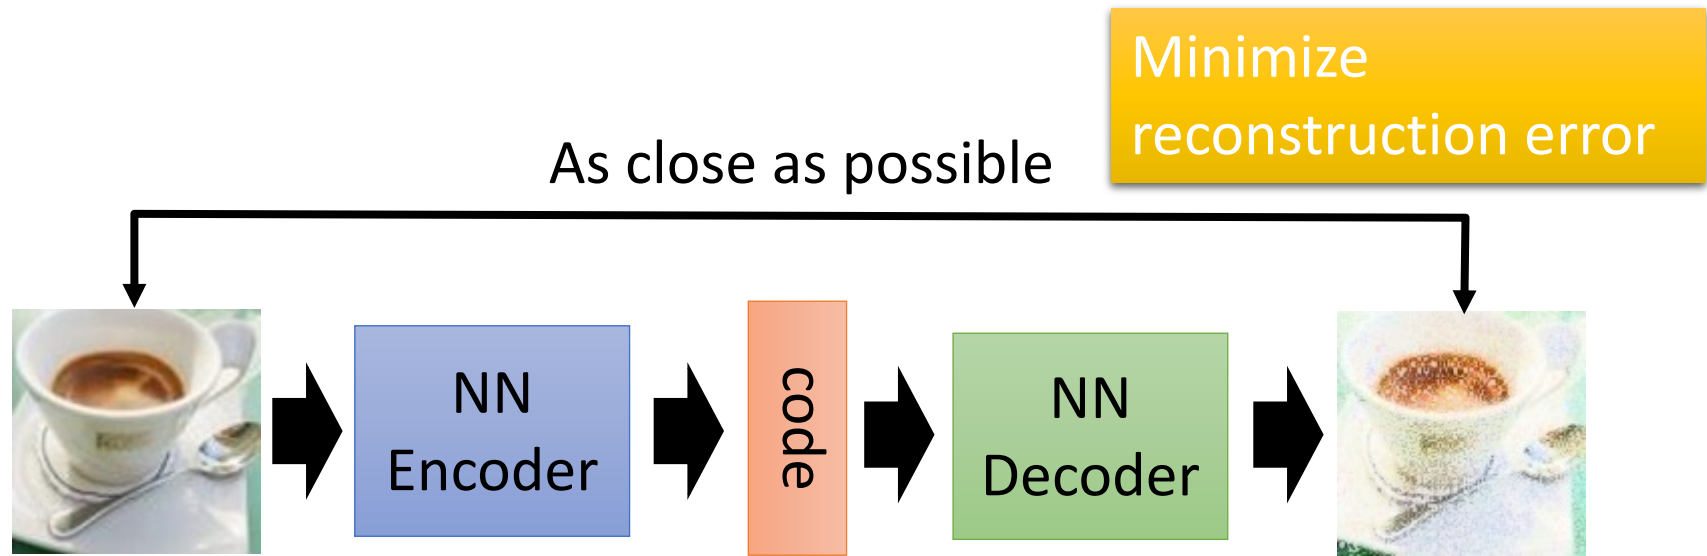 Minimize
reconstruction error
As close as possible
NN
Encoder
code
NN
Decoder